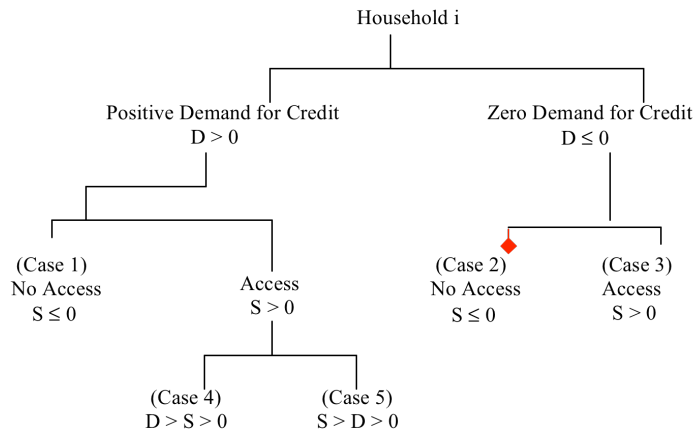 Household i
Positive Demand for Credit
D > 0
Zero Demand for Credit
D ≤ 0
(Case 1)
No Access
S ≤ 0
Access
S > 0
(Case 2)
No Access
S ≤ 0
(Case 3)
Access
S > 0
(Case 4)
D > S > 0
(Case 5)
S > D > 0